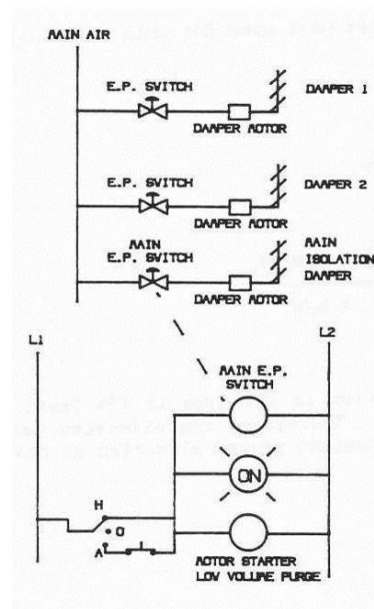 MAIN AIR
E.P. SWITCH
DAMPER 1
DAMPER MOTOR
E.P. SWITCH
DAMPER 2
DAMPER MOTOR
MAIN
E.P. SWITCH
MAIN
ISOLATION
DAMPER
DAMPER MOTOR
L1
L2
MAIN E.P.
SWITCH
ON
H
O
A
MOTOR STARTER
LOW VOLUME PURGE